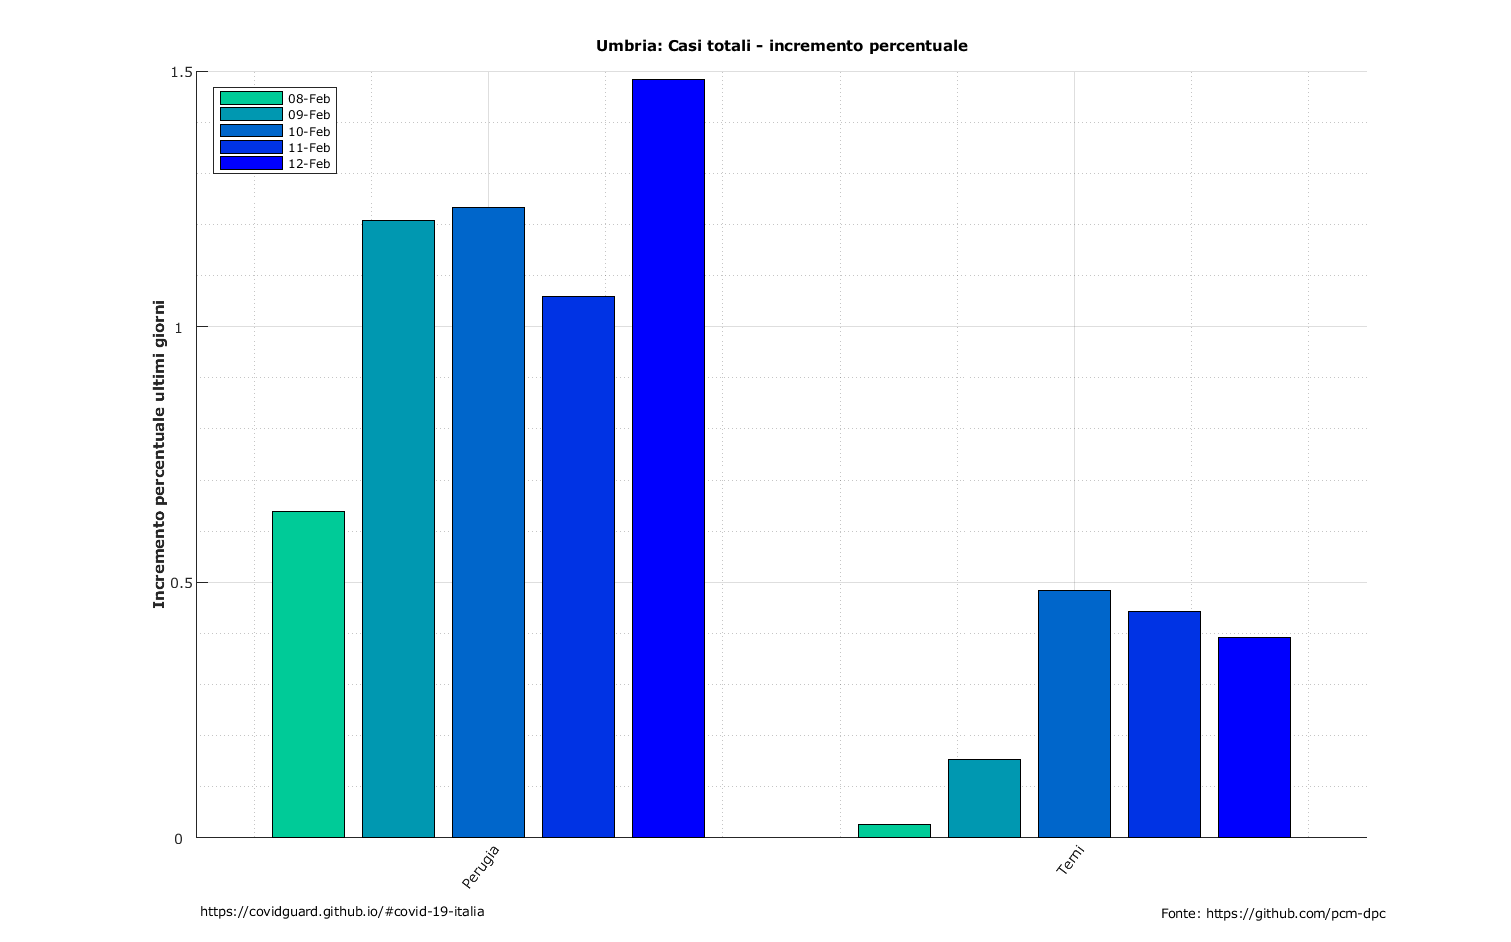 Umbria: Casi totali - incremento percentuale
1.5
1
0.5
0
Incremento percentuale ultimi giorni
08-Feb
09-Feb
10-Feb
11-Feb
12-Feb
Perugia
Terni
https://covidguard.github.io/#covid-19-italia
Fonte: https://github.com/pcm-dpc